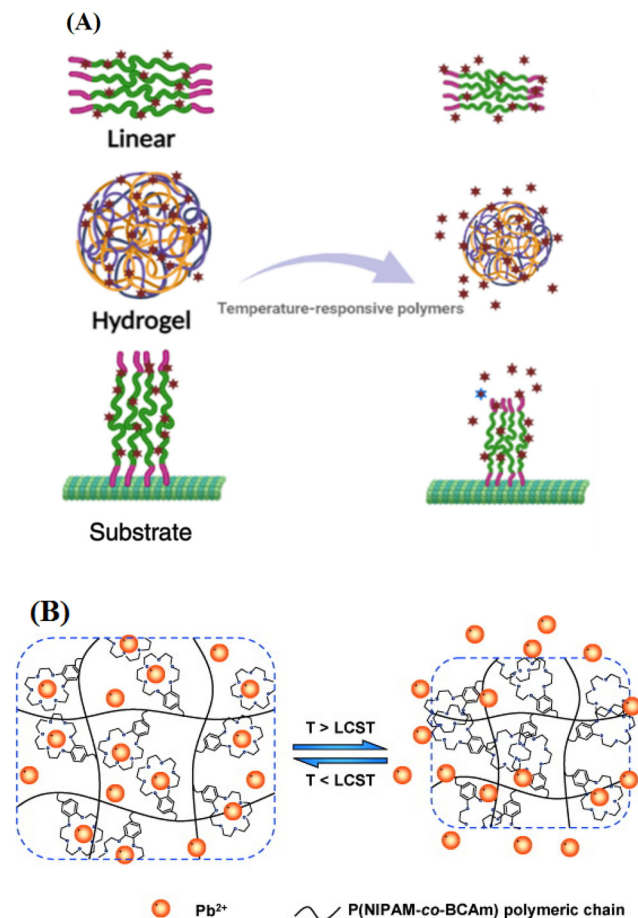 (A)
Linear
Hydrogel
Temperature-responsive polymers
Substrate
(B)
T > LCST
T < LCST
Pb²⁺
P(NIPAM-co-BCAm) polymeric chain